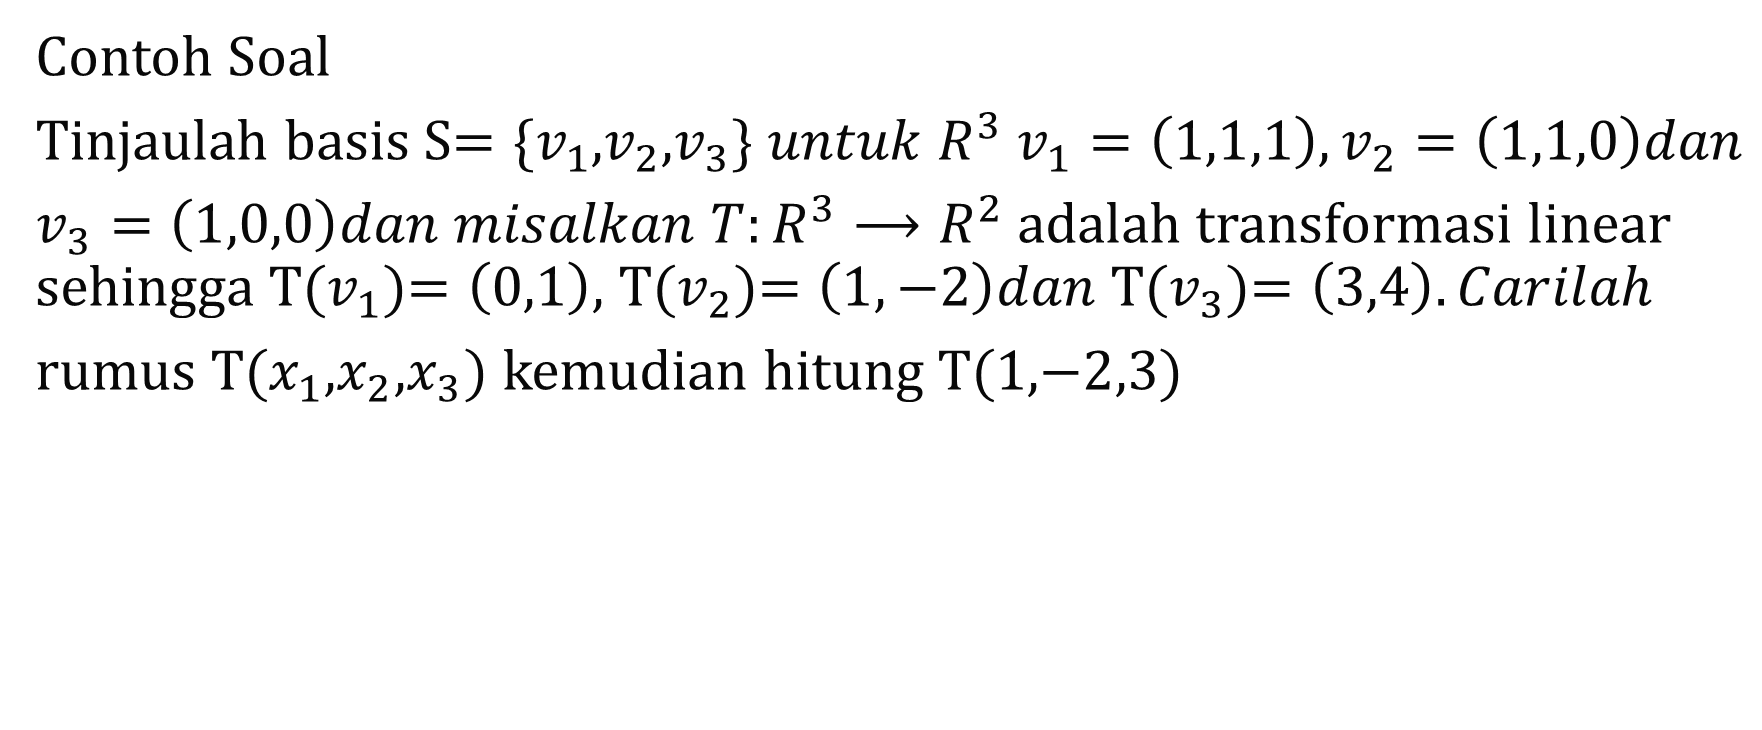 Contoh Soal
Tinjaulah basis S= {v₁,v₂,v₃} untuk R³ v₁ = (1,1,1), v₂ = (1,1,0)dan
v₃ = (1,0,0)dan misalkan T: R³ ⟶ R² adalah transformasi linear
sehingga T(v₁)= (0,1), T(v₂)= (1, −2)dan T(v₃)= (3,4). Carilah
rumus T(x₁,x₂,x₃) kemudian hitung T(1,−2,3)